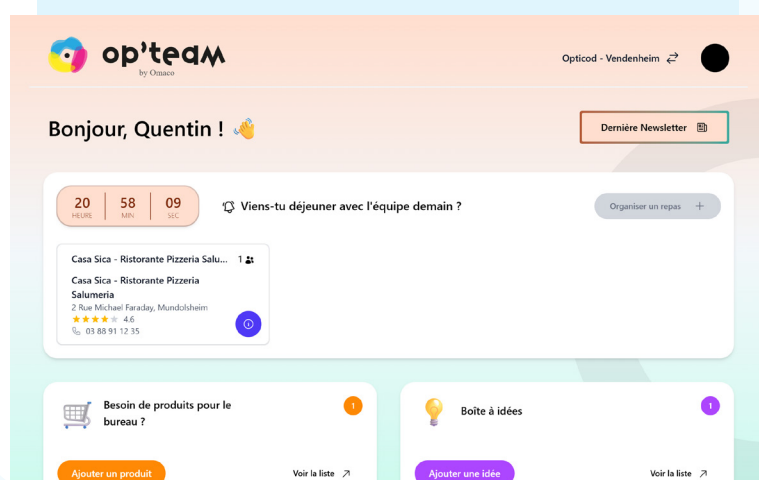 op'team
by Omaco
Opticod - Vendenheim
Bonjour, Quentin !
Dernière Newsletter
20 58 09
HEURE MIN SEC
Viens-tu déjeuner avec l'équipe demain ?
Organiser un repas +
Casa Sica - Ristorante Pizzeria Salu... 1
Casa Sica - Ristorante Pizzeria
Salumeria
2 Rue Michael Faraday, Mundolsheim
4.6
03 88 91 12 35
Besoin de produits pour le
bureau ?
1
Boîte à idées
1
Ajouter un produit
Voir la liste
Ajouter une idée
Voir la liste